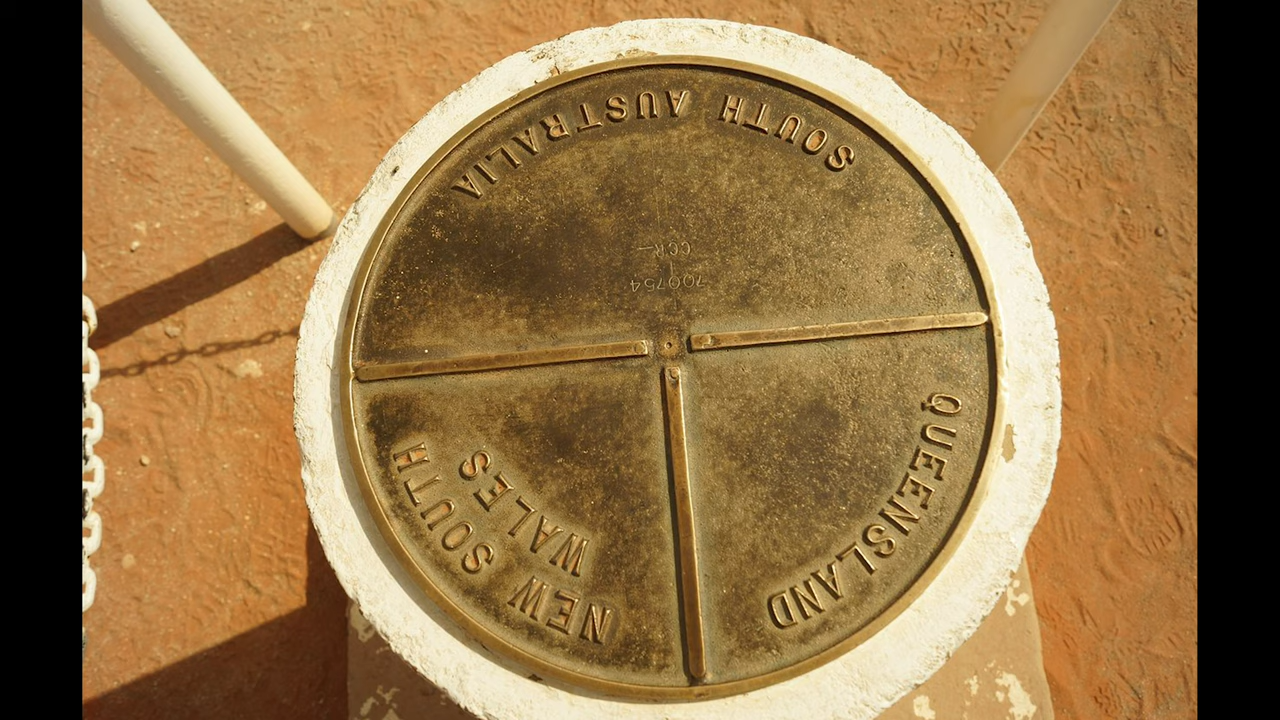 SOUTH AUSTRALIA
CCR
700754
QUEENSLAND
NEW SOUTH
WALES